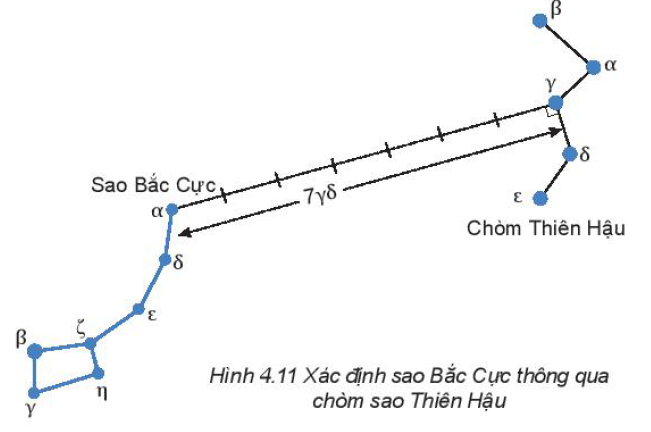 β
α
γ
δ
ε
Chòm Thiên Hậu
Sao Bắc Cực
α
7γδ
δ
ε
ζ
β
η
γ
Hình 4.11 Xác định sao Bắc Cực thông qua
chòm sao Thiên Hậu